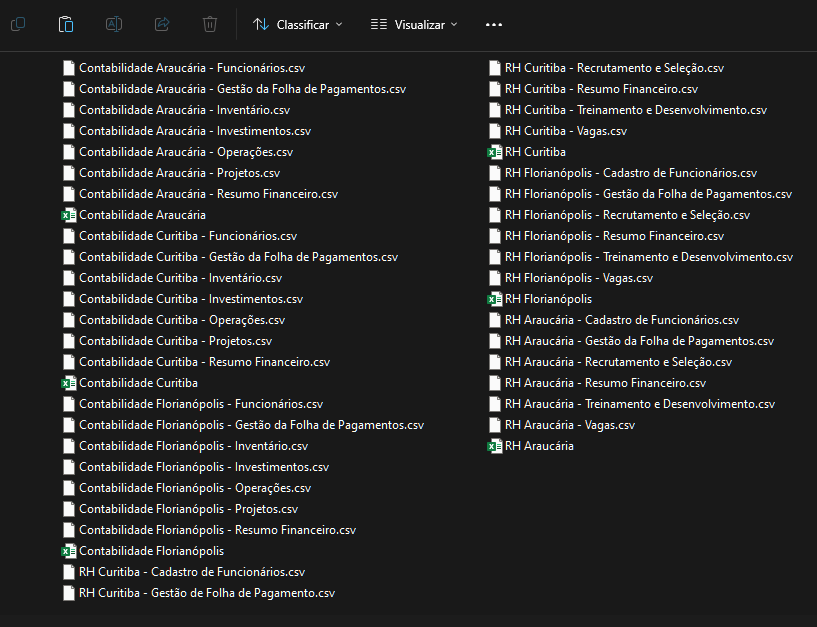 Classificar
Visualizar
Contabilidade Araucária - Funcionários.csv
Contabilidade Araucária - Gestão da Folha de Pagamentos.csv
Contabilidade Araucária - Inventário.csv
Contabilidade Araucária - Investimentos.csv
Contabilidade Araucária - Operações.csv
Contabilidade Araucária - Projetos.csv
Contabilidade Araucária - Resumo Financeiro.csv
Contabilidade Araucária
Contabilidade Curitiba - Funcionários.csv
Contabilidade Curitiba - Gestão da Folha de Pagamentos.csv
Contabilidade Curitiba - Inventário.csv
Contabilidade Curitiba - Investimentos.csv
Contabilidade Curitiba - Operações.csv
Contabilidade Curitiba - Projetos.csv
Contabilidade Curitiba - Resumo Financeiro.csv
Contabilidade Curitiba
Contabilidade Florianópolis - Funcionários.csv
Contabilidade Florianópolis - Gestão da Folha de Pagamentos.csv
Contabilidade Florianópolis - Inventário.csv
Contabilidade Florianópolis - Investimentos.csv
Contabilidade Florianópolis - Operações.csv
Contabilidade Florianópolis - Projetos.csv
Contabilidade Florianópolis - Resumo Financeiro.csv
Contabilidade Florianópolis
RH Curitiba - Cadastro de Funcionários.csv
RH Curitiba - Gestão de Folha de Pagamento.csv
RH Curitiba - Recrutamento e Seleção.csv
RH Curitiba - Resumo Financeiro.csv
RH Curitiba - Treinamento e Desenvolvimento.csv
RH Curitiba - Vagas.csv
RH Curitiba
RH Florianópolis - Cadastro de Funcionários.csv
RH Florianópolis - Gestão da Folha de Pagamentos.csv
RH Florianópolis - Recrutamento e Seleção.csv
RH Florianópolis - Resumo Financeiro.csv
RH Florianópolis - Treinamento e Desenvolvimento.csv
RH Florianópolis - Vagas.csv
RH Florianópolis
RH Araucária - Cadastro de Funcionários.csv
RH Araucária - Gestão da Folha de Pagamentos.csv
RH Araucária - Recrutamento e Seleção.csv
RH Araucária - Resumo Financeiro.csv
RH Araucária - Treinamento e Desenvolvimento.csv
RH Araucária - Vagas.csv
RH Araucária